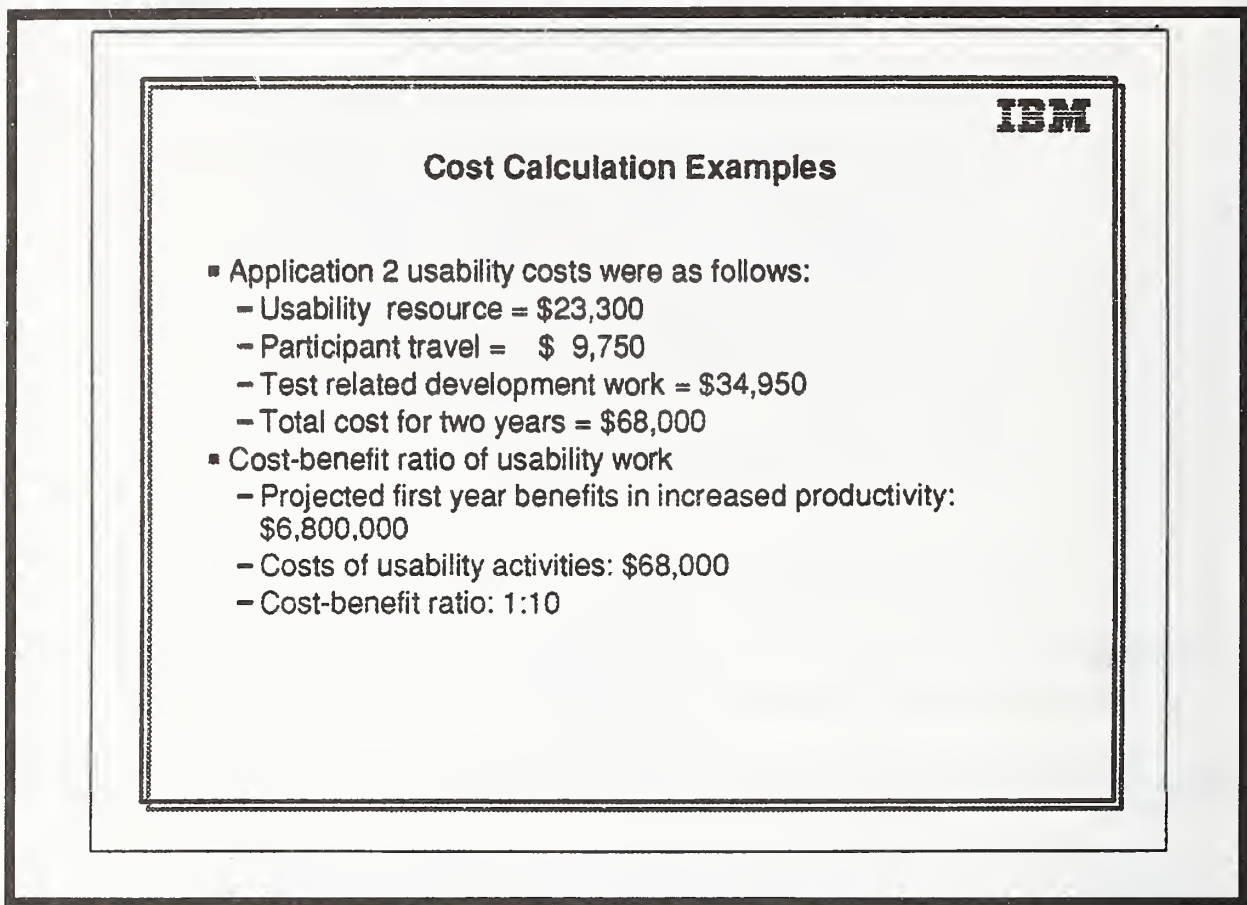 IBM
Cost Calculation Examples
▪ Application 2 usability costs were as follows:
– Usability resource = $23,300
– Participant travel = $ 9,750
– Test related development work = $34,950
– Total cost for two years = $68,000
▪ Cost-benefit ratio of usability work
– Projected first year benefits in increased productivity:
$6,800,000
– Costs of usability activities: $68,000
– Cost-benefit ratio: 1:10